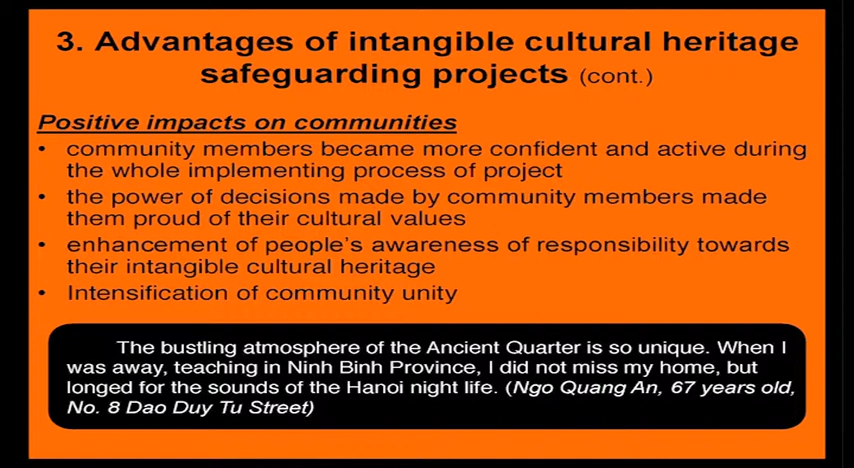 3. Advantages of intangible cultural heritage
safeguarding projects (cont.)
Positive impacts on communities
• community members became more confident and active during
the whole implementing process of project
• the power of decisions made by community members made
them proud of their cultural values
• enhancement of people's awareness of responsibility towards
their intangible cultural heritage
• Intensification of community unity
The bustling atmosphere of the Ancient Quarter is so unique. When I
was away, teaching in Ninh Binh Province, I did not miss my home, but
longed for the sounds of the Hanoi night life. (Ngo Quang An, 67 years old,
No. 8 Dao Duy Tu Street)